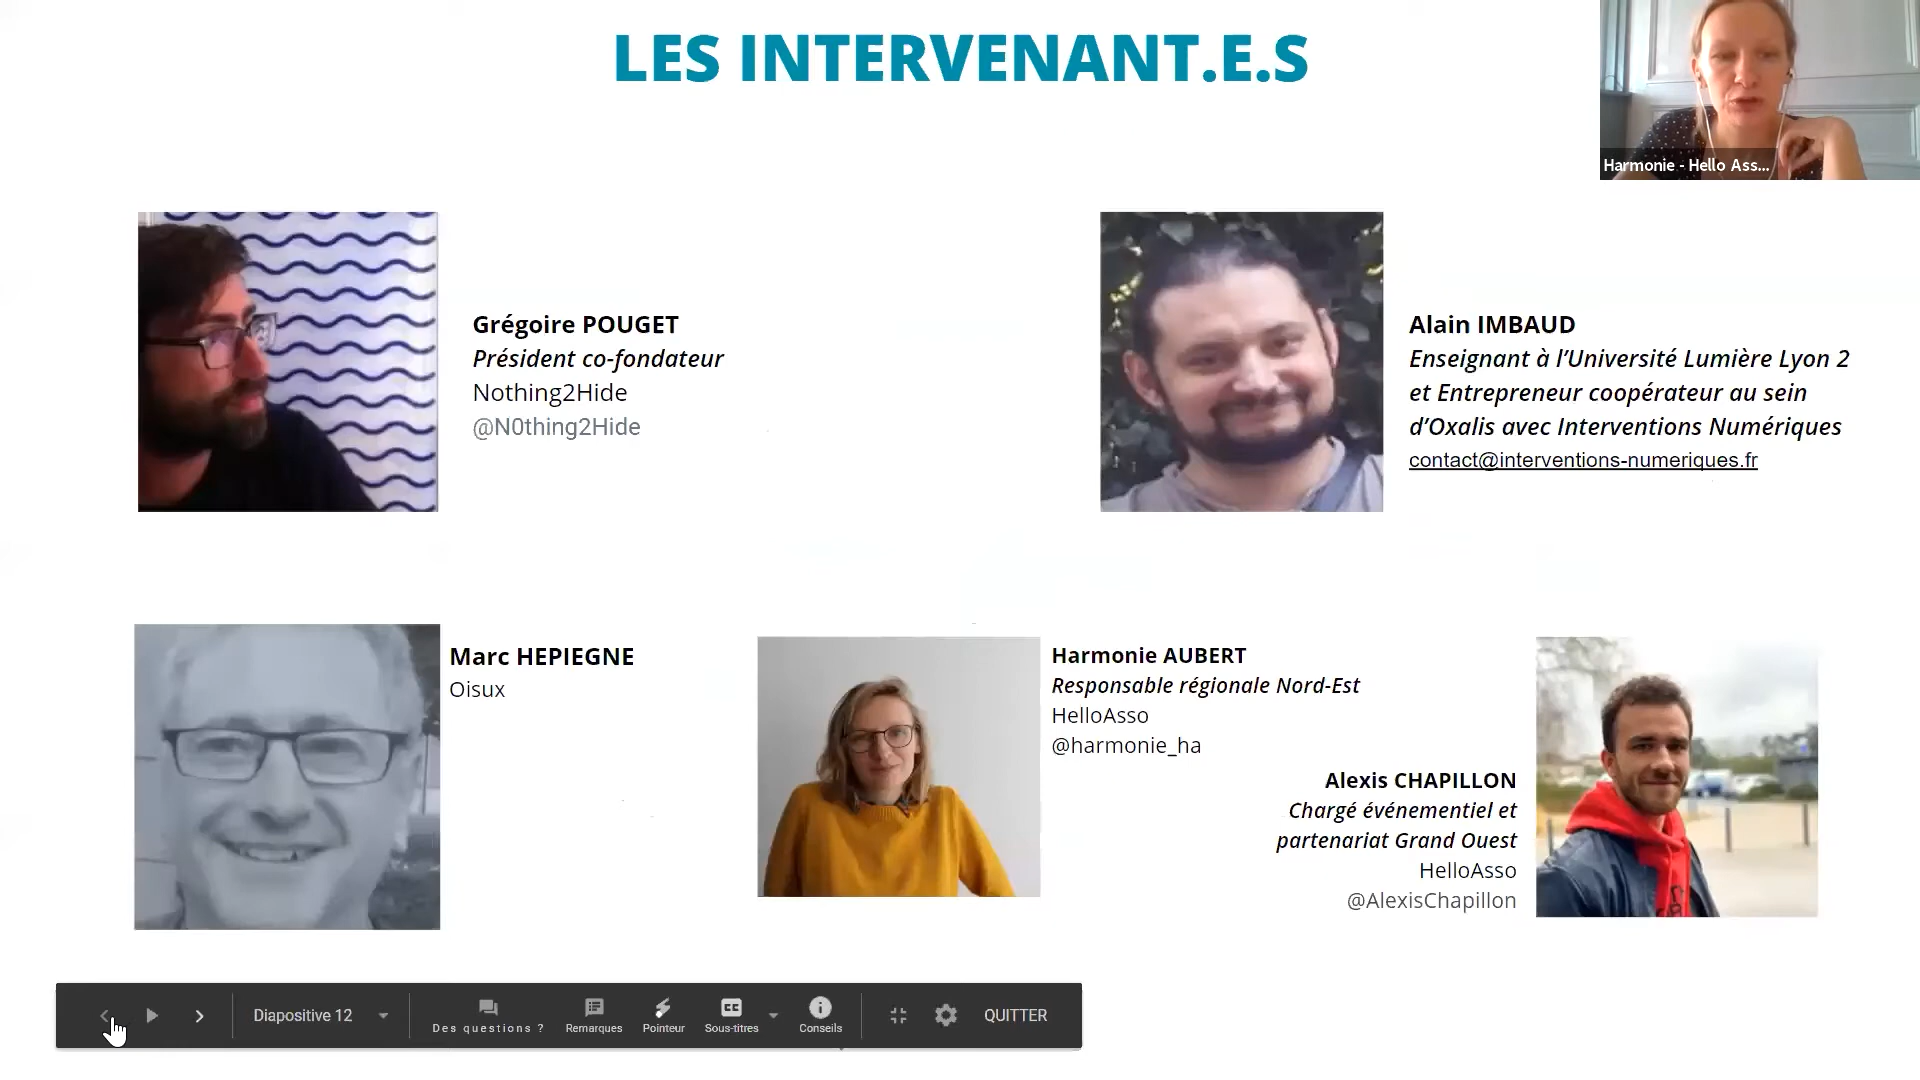 LES INTERVENANT.E.S
Harmonie - Hello Ass...
Grégoire POUGET
Président co-fondateur
Nothing2Hide
@N0thing2Hide
Alain IMBAUD
Enseignant à l'Université Lumière Lyon 2
et Entrepreneur coopérateur au sein
d'Oxalis avec Interventions Numériques
contact@interventions-numeriques.fr
Marc HEPIEGNE
Oisux
Harmonie AUBERT
Responsable régionale Nord-Est
HelloAsso
@harmonie_ha
Alexis CHAPILLON
Chargé événementiel et
partenariat Grand Ouest
HelloAsso
@AlexisChapillon
Diapositive 12
Des questions ?
Remarques
Pointeur
CC
Sous-titres
Conseils
QUITTER